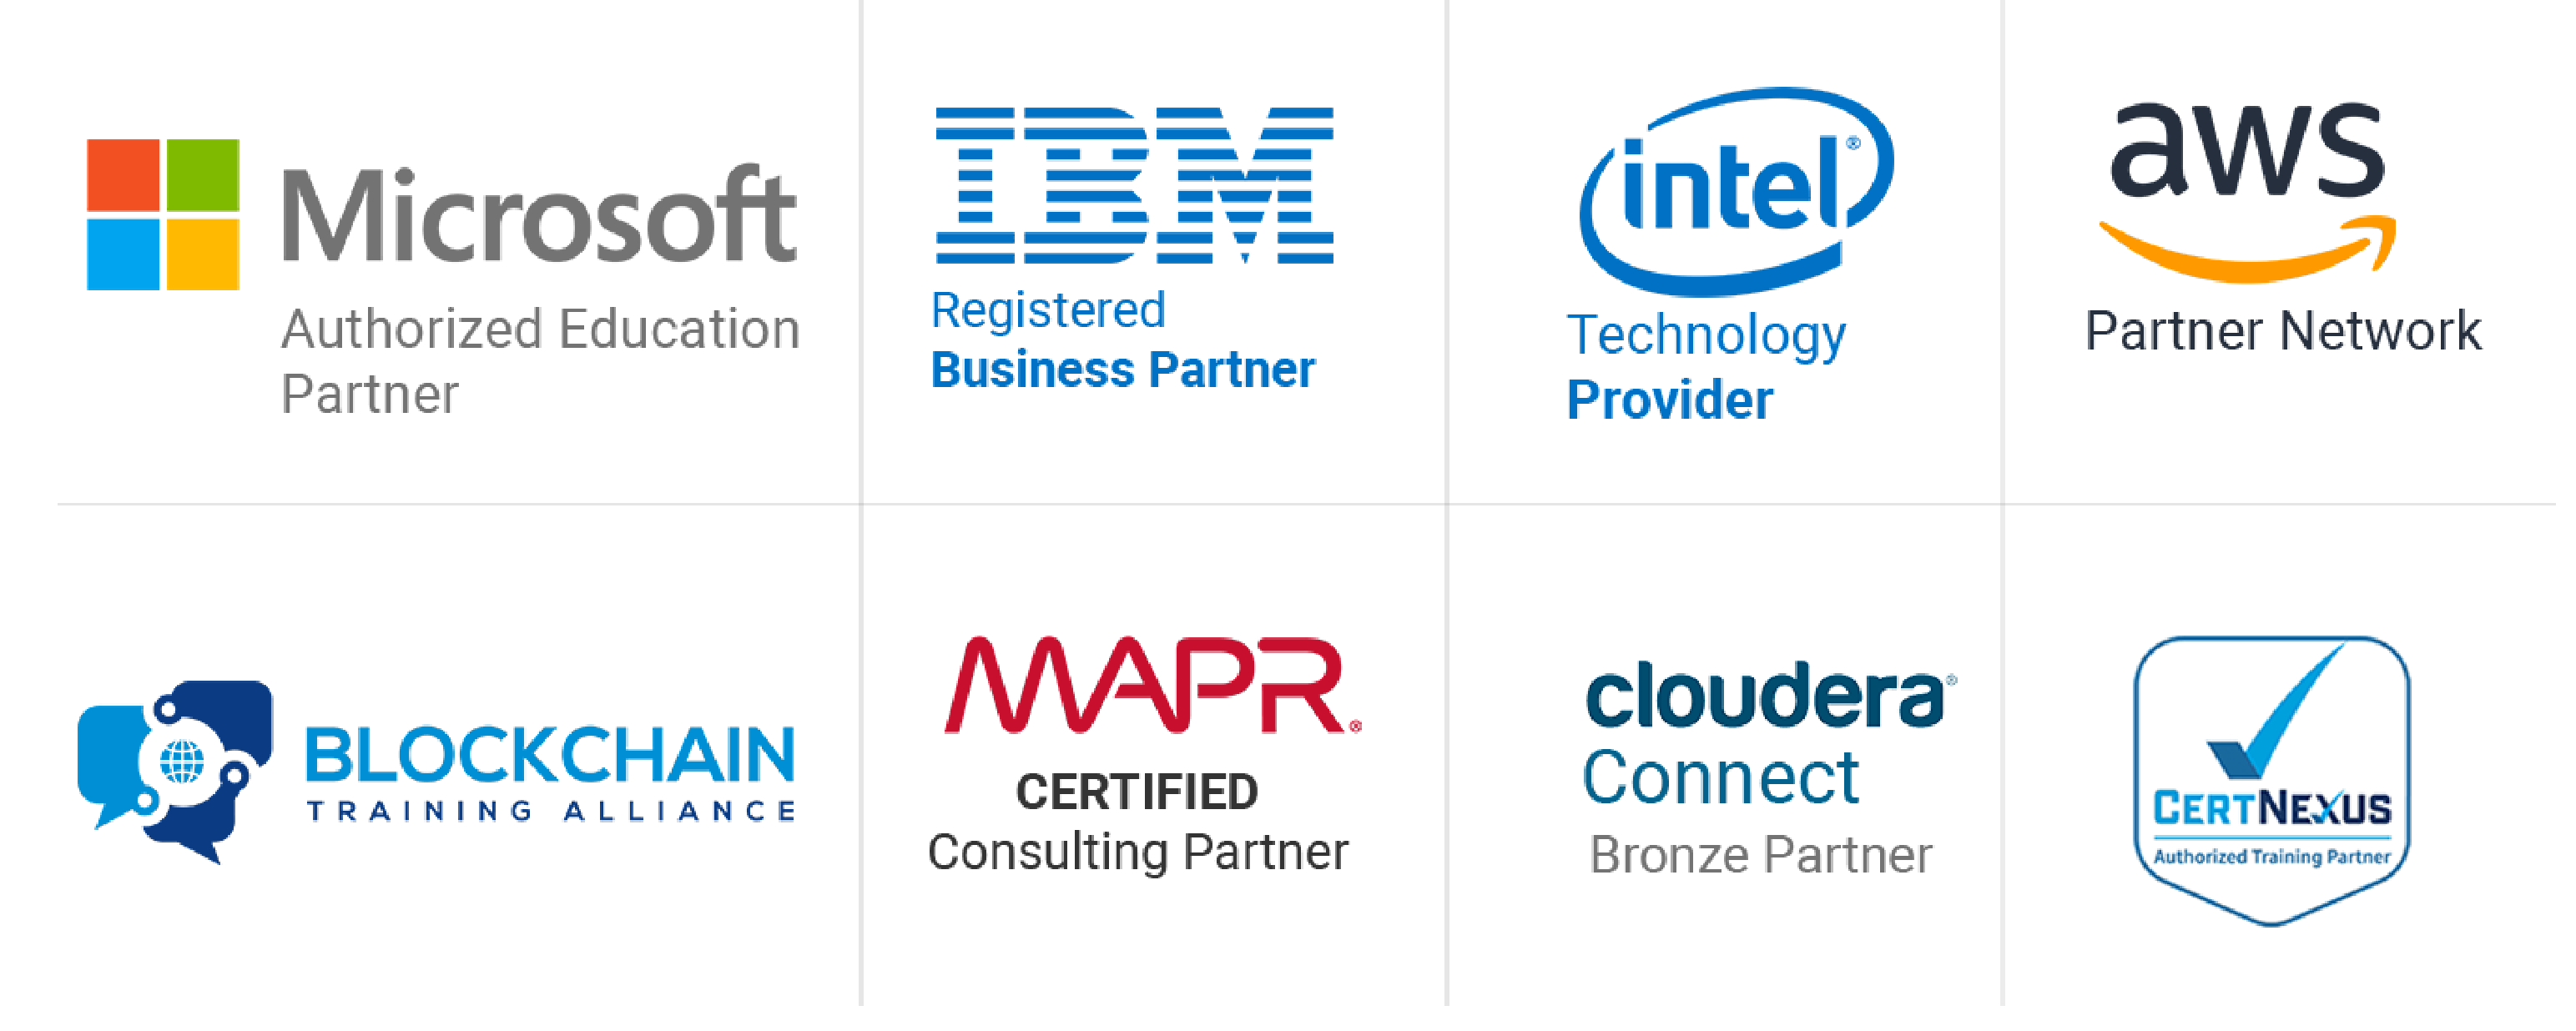 Microsoft
Authorized Education
Partner
IBM
Registered
Business Partner
intel®
Technology
Provider
aws
Partner Network
BLOCKCHAIN
TRAINING ALLIANCE
MAPR®
CERTIFIED
Consulting Partner
cloudera®
Connect
Bronze Partner
CERTNEXUS
Authorized Training Partner